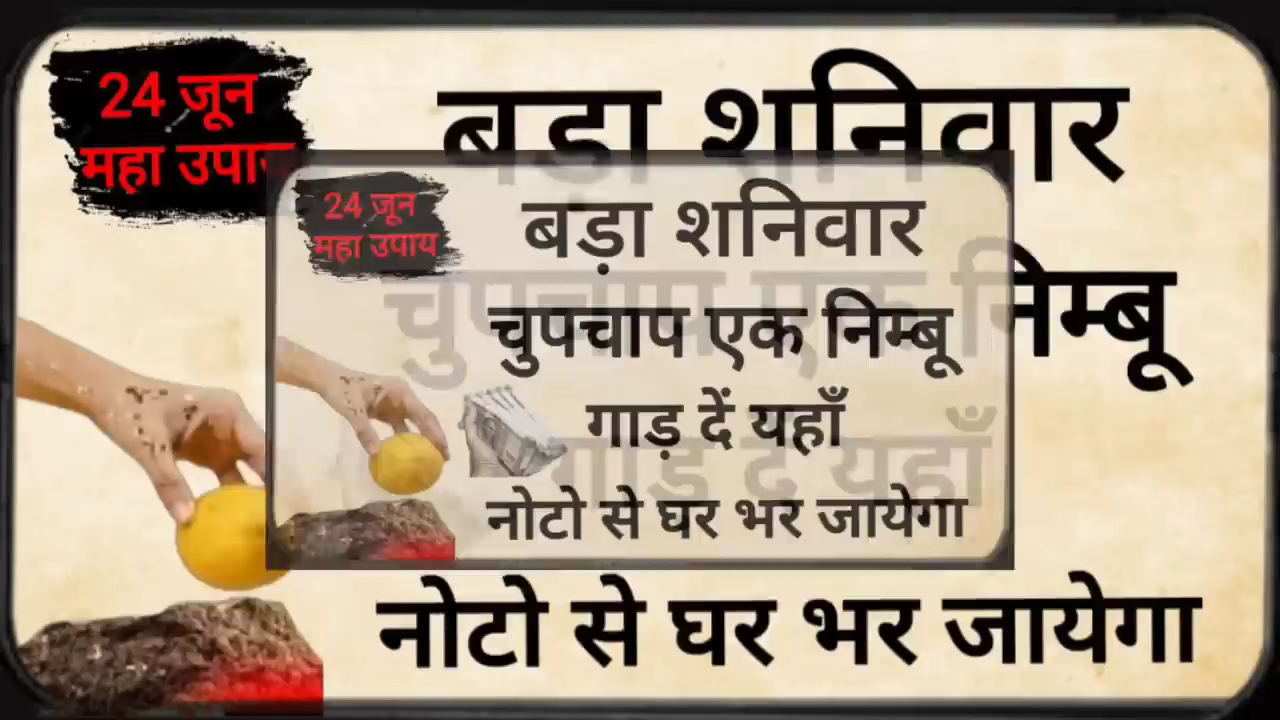 24 जून
महा उपाय
बड़ा शनिवार
निम्बू
24 जून
महा उपाय
बड़ा शनिवार
चुपचाप एक निम्बू
गाड़ दें यहाँ
नोटो से घर भर जायेगा
नोटो से घर भर जायेगा